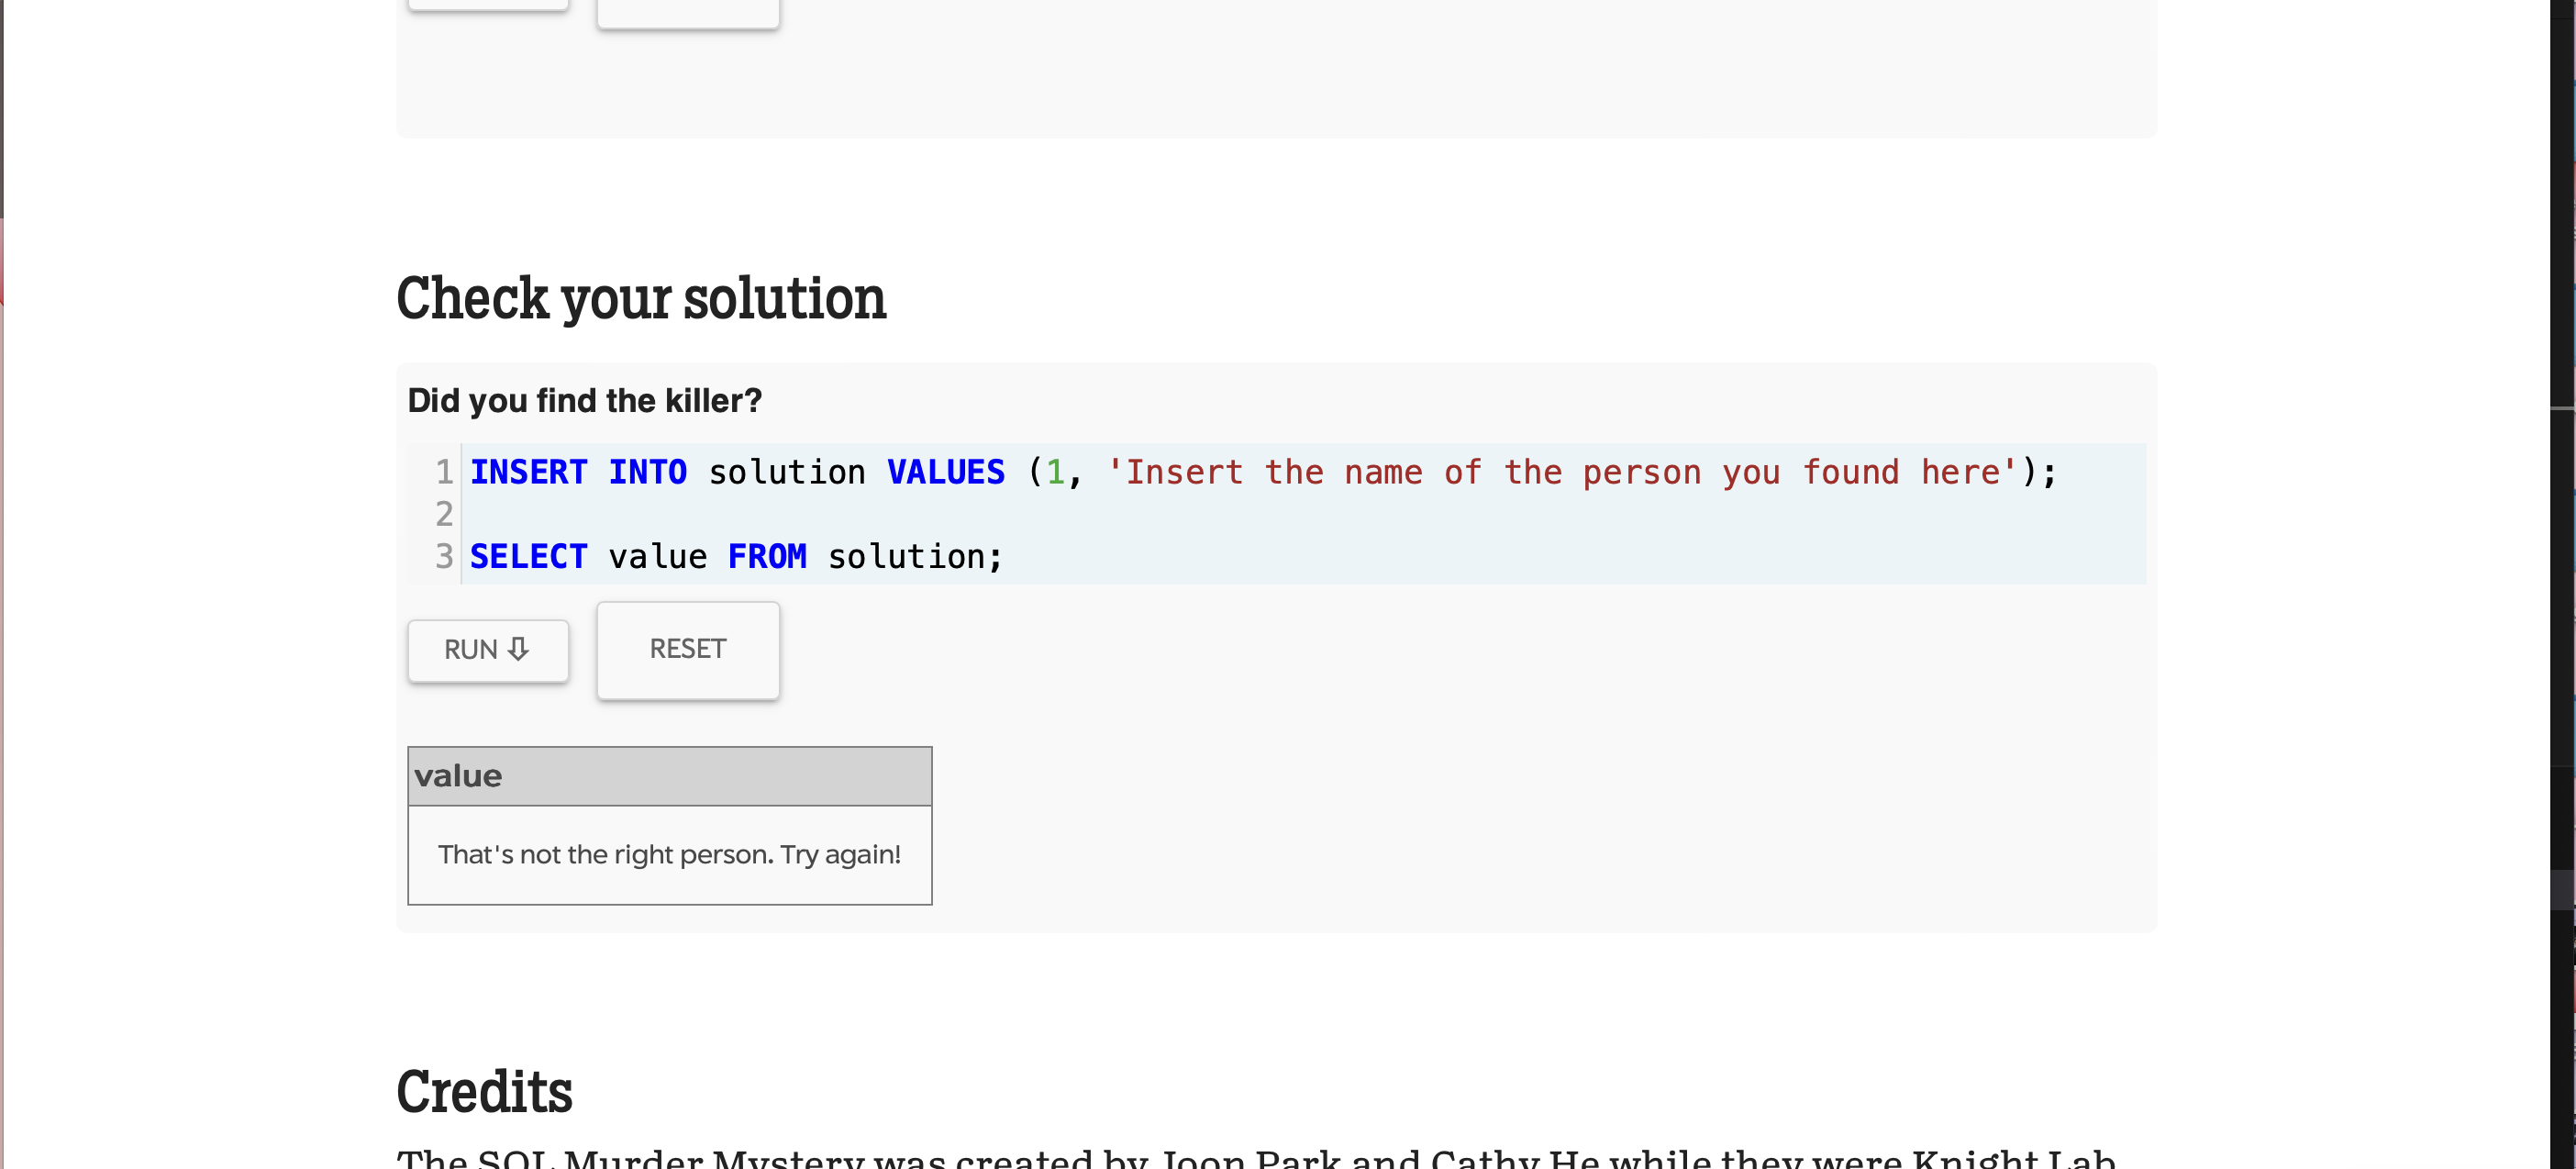 Check your solution
Did you find the killer?
1 INSERT INTO solution VALUES (1, 'Insert the name of the person you found here');
2
3 SELECT value FROM solution;
RUN ⇩ RESET
value
That's not the right person. Try again!
Credits
The SQL Murder Mystery was created by Joon Park and Cathy He while they were Knight Lab